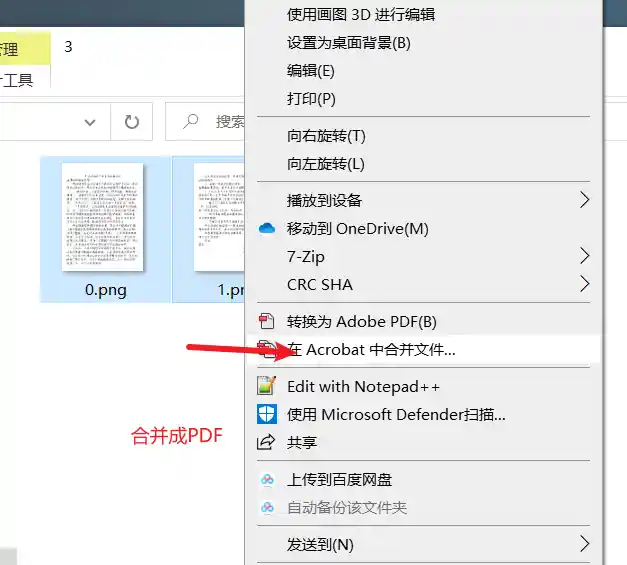 管理
3
工具
搜索
0.png
1.pn
合并成PDF
使用画图 3D 进行编辑
设置为桌面背景(B)
编辑(E)
打印(P)
向右旋转(T)
向左旋转(L)
播放到设备
移动到 OneDrive(M)
7-Zip
CRC SHA
转换为 Adobe PDF(B)
在 Acrobat 中合并文件...
Edit with Notepad++
使用 Microsoft Defender扫描...
共享
上传到百度网盘
自动备份该文件夹
发送到(N)